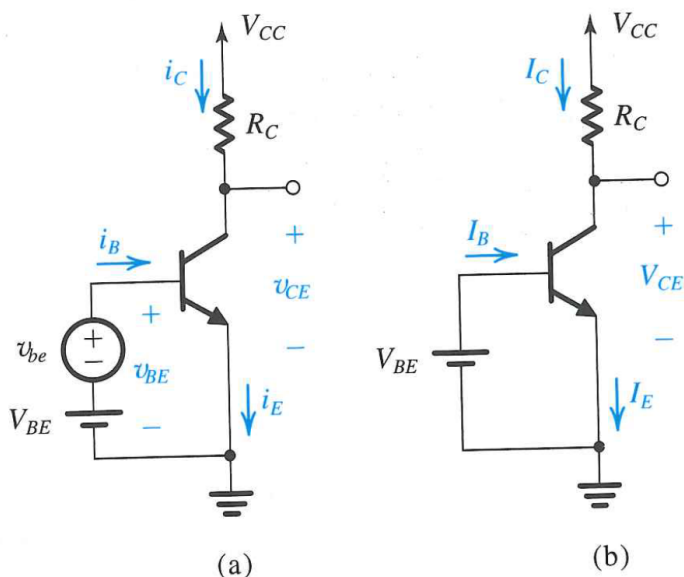 V_CC V_CC
i_C I_C
R_C R_C
i_B + I_B +
v_CE V_CE
+
v_be + − v_BE − V_BE −
V_BE − i_E I_E
(a) (b)